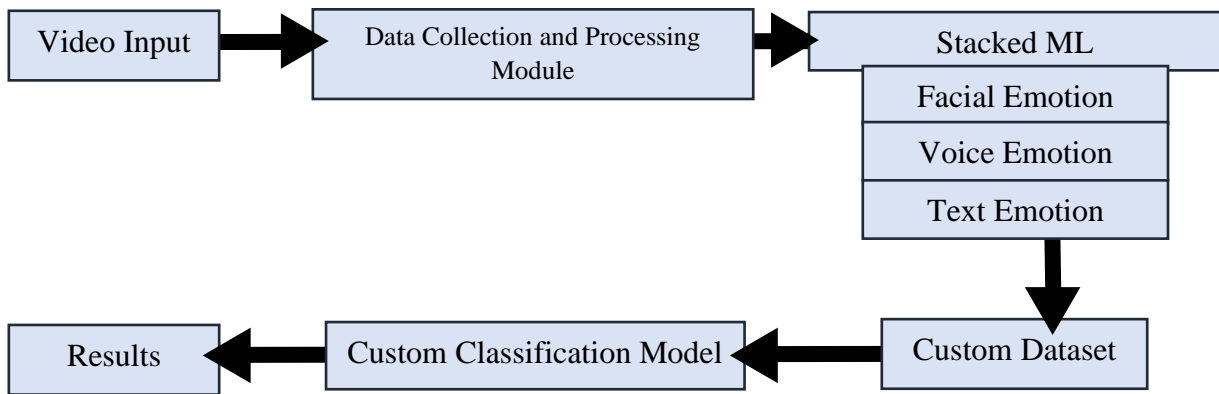 Video Input
Data Collection and Processing
Module
Stacked ML
Facial Emotion
Voice Emotion
Text Emotion
Custom Dataset
Custom Classification Model
Results